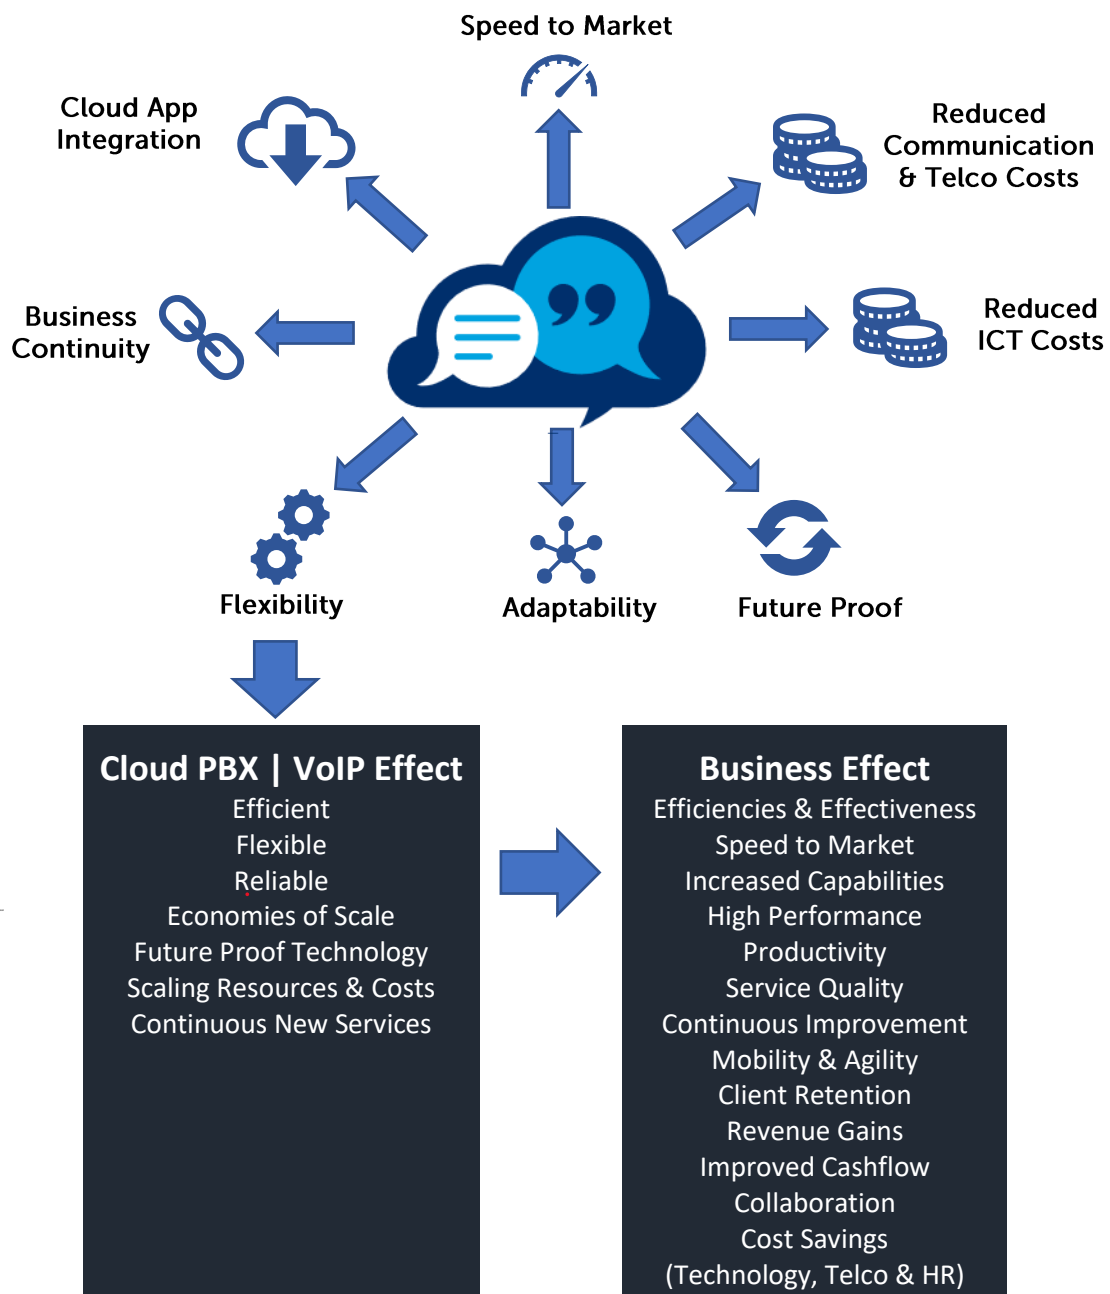 Speed to Market
Cloud App
Integration
Reduced
Communication
& Telco Costs
Business
Continuity
Reduced
ICT Costs
Flexibility
Adaptability
Future Proof
Cloud PBX | VoIP Effect
Efficient
Flexible
Reliable
Economies of Scale
Future Proof Technology
Scaling Resources & Costs
Continuous New Services
Business Effect
Efficiencies & Effectiveness
Speed to Market
Increased Capabilities
High Performance
Productivity
Service Quality
Continuous Improvement
Mobility & Agility
Client Retention
Revenue Gains
Improved Cashflow
Collaboration
Cost Savings
(Technology, Telco & HR)